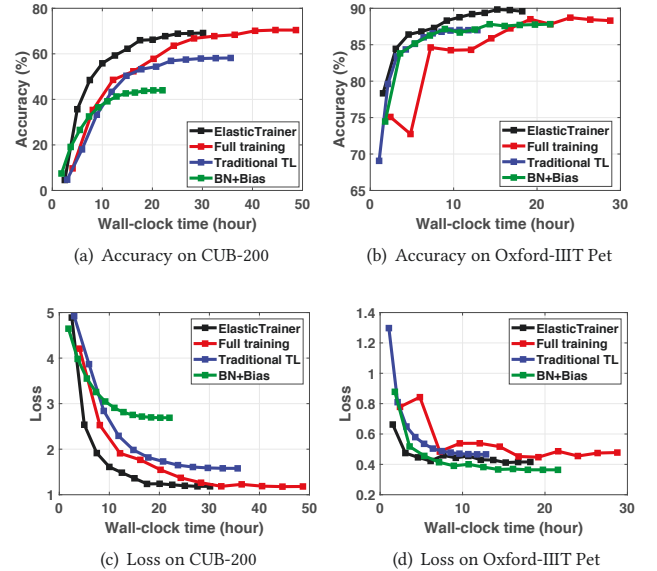 80
60
40
20
0
Accuracy (%)
0 10 20 30 40 50
Wall-clock time (hour)
ElasticTrainer
Full training
Traditional TL
BN+Bias
(a) Accuracy on CUB-200
90
85
80
75
70
65
Accuracy (%)
0 10 20 30
Wall-clock time (hour)
ElasticTrainer
Full training
Traditional TL
BN+Bias
(b) Accuracy on Oxford-IIIT Pet
5
4
3
2
1
Loss
0 10 20 30 40 50
Wall-clock time (hour)
ElasticTrainer
Full training
Traditional TL
BN+Bias
(c) Loss on CUB-200
1.4
1.2
1
0.8
0.6
0.4
0.2
Loss
0 10 20 30
Wall-clock time (hour)
ElasticTrainer
Full training
Traditional TL
BN+Bias
(d) Loss on Oxford-IIIT Pet